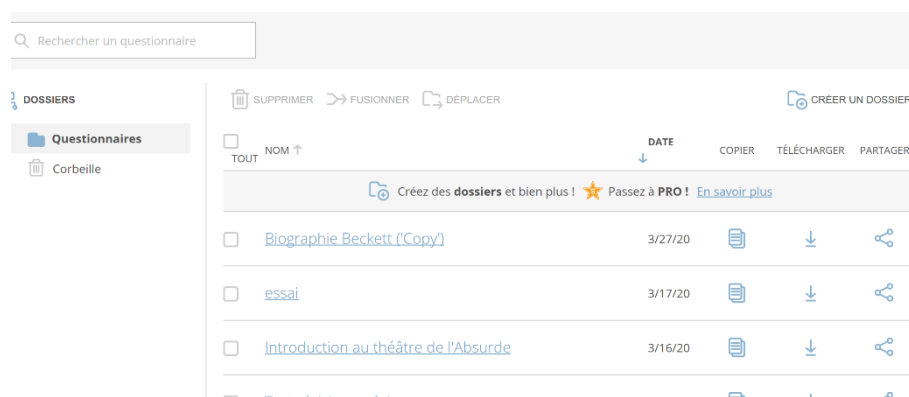 Rechercher un questionnaire
DOSSIERS
SUPPRIMER FUSIONNER DÉPLACER
CRÉER UN DOSSIER
Questionnaires
Corbeille
TOUT NOM DATE COPIER TÉLÉCHARGER PARTAGER
Créez des dossiers et bien plus ! Passez à PRO ! En savoir plus
Biographie Beckett ('Copy') 3/27/20
essai 3/17/20
Introduction au théâtre de l'Absurde 3/16/20